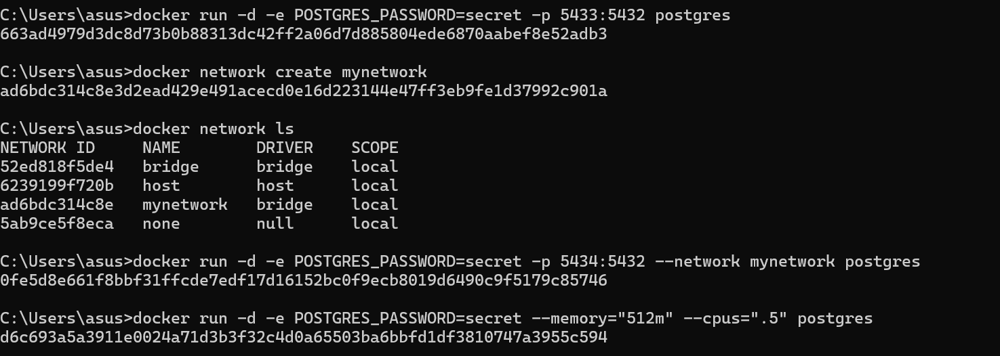 C:\Users\asus>docker run -d -e POSTGRES_PASSWORD=secret -p 5433:5432 postgres
663ad4979d3dc8d73b0b88313dc42ff2a06d7d885804ede6870aabef8e52adb3
C:\Users\asus>docker network create mynetwork
ad6bdc314c8e3d2ead429e491acecd0e16d223144e47ff3eb9fe1d37992c901a
C:\Users\asus>docker network ls
NETWORK ID     NAME        DRIVER    SCOPE
52ed818f5de4   bridge      bridge    local
6239199f720b   host        host      local
ad6bdc314c8e   mynetwork   bridge    local
5ab9ce5f8eca   none        null      local
C:\Users\asus>docker run -d -e POSTGRES_PASSWORD=secret -p 5434:5432 --network mynetwork postgres
0fe5d8e661f8bbf31ffcde7edf17d16152bc0f9ecb8019d6490c9f5179c85746
C:\Users\asus>docker run -d -e POSTGRES_PASSWORD=secret --memory="512m" --cpus=".5" postgres
d6c693a5a3911e0024a71d3b3f32c4d0a65503ba6bbfd1df3810747a3955c594